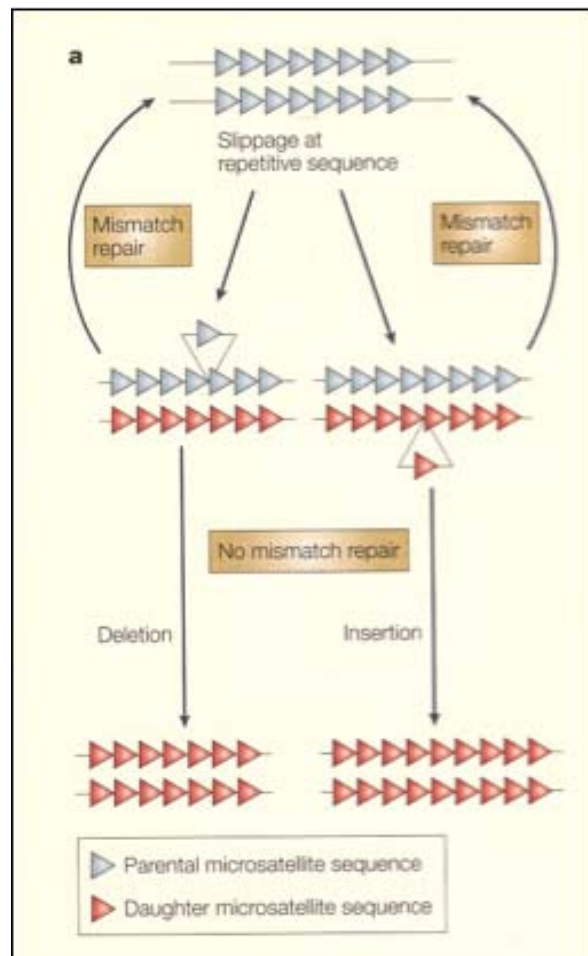 a
Slippage at
repetitive sequence
Mismatch
repair
Mismatch
repair
No mismatch repair
Deletion
Insertion
Parental microsatellite sequence
Daughter microsatellite sequence